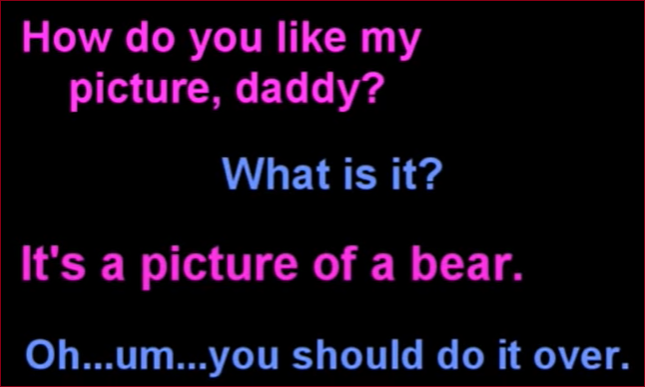 How do you like my
picture, daddy?
What is it?
It's a picture of a bear.
Oh...um...you should do it over.